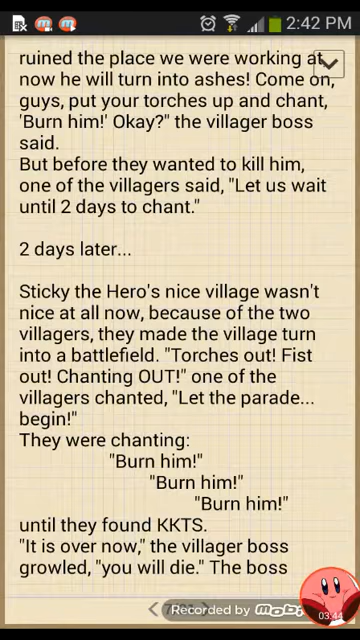 2:42 PM
ruined the place we were working at
now he will turn into ashes! Come on,
guys, put your torches up and chant,
'Burn him!' Okay?" the villager boss
said.
But before they wanted to kill him,
one of the villagers said, "Let us wait
until 2 days to chant."
2 days later...
Sticky the Hero's nice village wasn't
nice at all now, because of the two
villagers, they made the village turn
into a battlefield. "Torches out! Fist
out! Chanting OUT!" one of the
villagers chanted, "Let the parade...
begin!"
They were chanting:
"Burn him!"
"Burn him!"
"Burn him!"
until they found KKTS.
"It is over now," the villager boss
growled, "you will die." The boss
Recorded by mobi
03:44